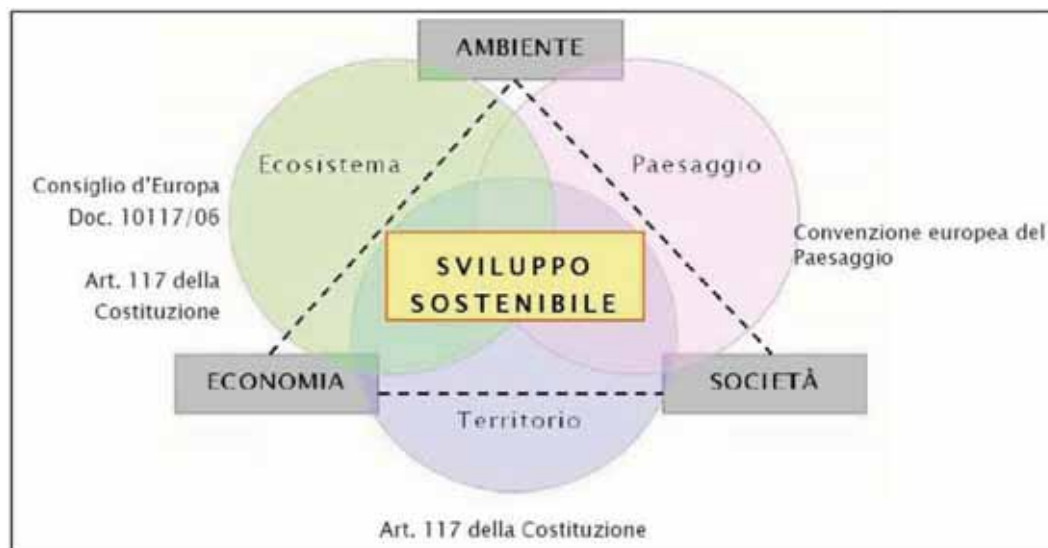 AMBIENTE
Ecosistema
Paesaggio
Consiglio d'Europa
Doc. 10117/06
Convenzione europea del
Paesaggio
SVILUPPO
SOSTENIBILE
Art. 117 della
Costituzione
ECONOMIA
SOCIETÀ
Territorio
Art. 117 della Costituzione